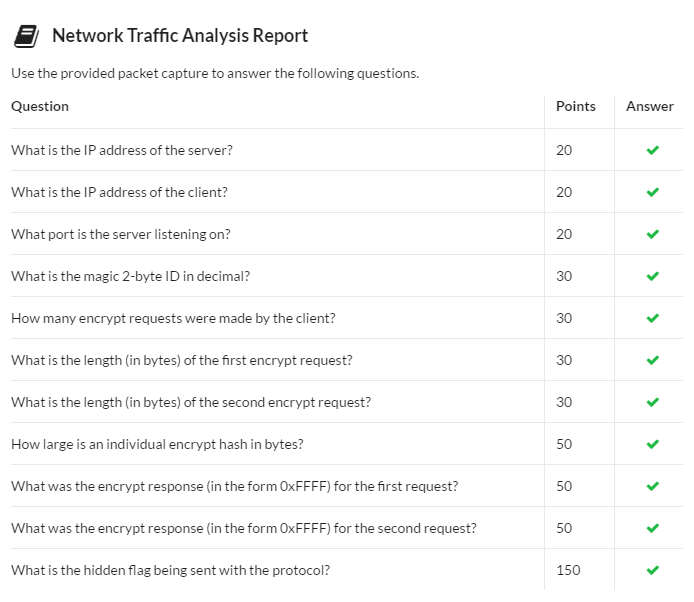 Network Traffic Analysis Report
Use the provided packet capture to answer the following questions.
Question Points Answer
What is the IP address of the server? 20
What is the IP address of the client? 20
What port is the server listening on? 20
What is the magic 2-byte ID in decimal? 30
How many encrypt requests were made by the client? 30
What is the length (in bytes) of the first encrypt request? 30
What is the length (in bytes) of the second encrypt request? 30
How large is an individual encrypt hash in bytes? 50
What was the encrypt response (in the form 0xFFFF) for the first request? 50
What was the encrypt response (in the form 0xFFFF) for the second request? 50
What is the hidden flag being sent with the protocol? 150